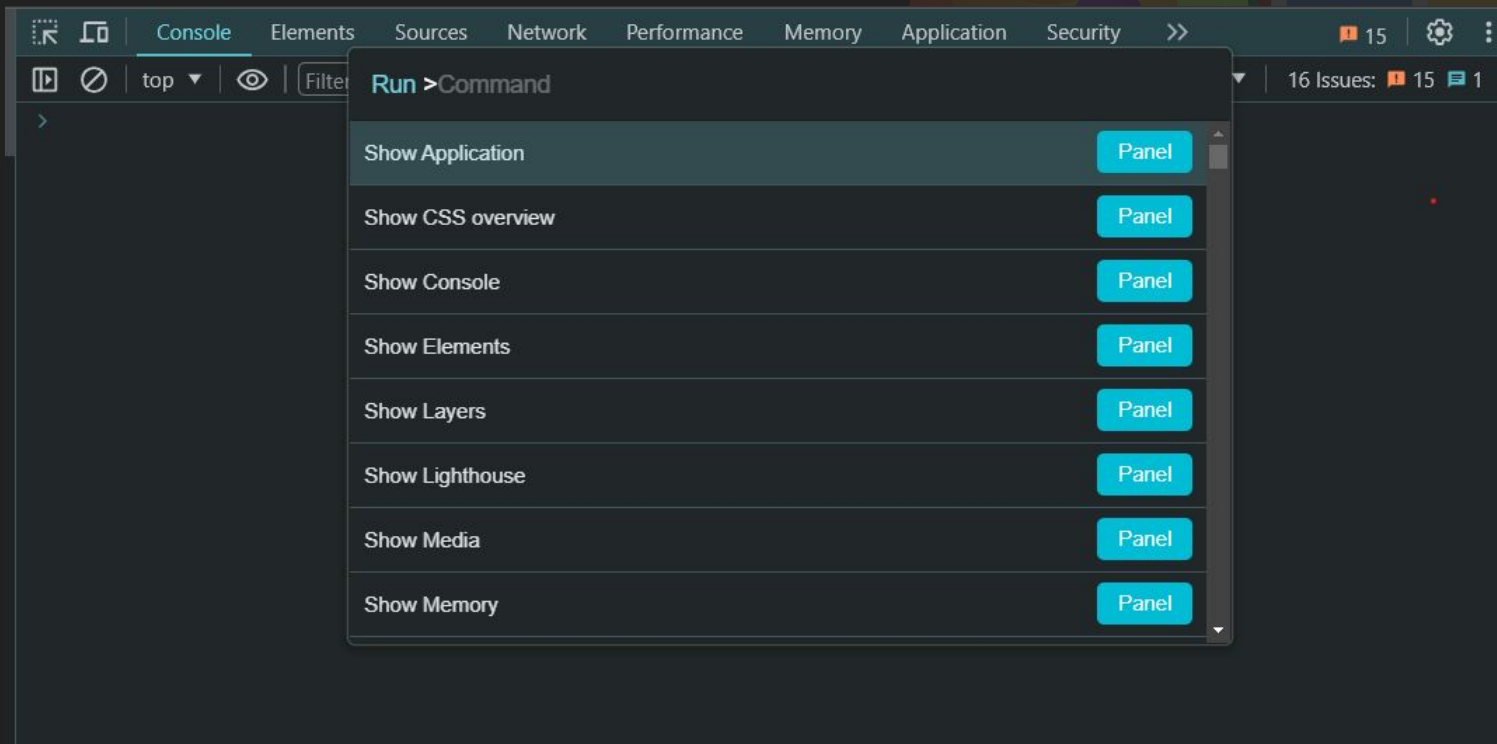 Console Elements Sources Network Performance Memory Application Security 15
top Filter 16 Issues: 15 1
Run >Command
>
Show Application Panel
Show CSS overview Panel
Show Console Panel
Show Elements Panel
Show Layers Panel
Show Lighthouse Panel
Show Media Panel
Show Memory Panel